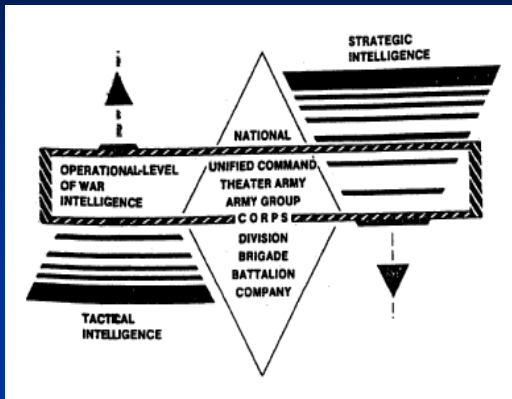 STRATEGIC
INTELLIGENCE
NATIONAL
OPERATIONAL-LEVEL
OF WAR
INTELLIGENCE
UNIFIED COMMAND
THEATER ARMY
ARMY GROUP
CORPS
DIVISION
BRIGADE
BATTALION
COMPANY
TACTICAL
INTELLIGENCE